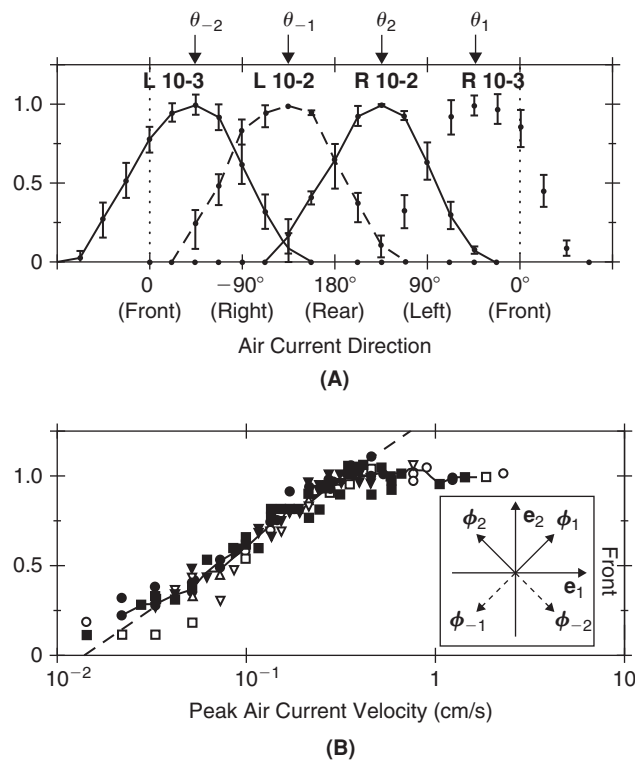 θ−2 θ−1 θ2 θ1
L 10-3 L 10-2 R 10-2 R 10-3
1.0
0.5
0
0 −90° 180° 90° 0°
(Front) (Right) (Rear) (Left) (Front)
Air Current Direction
(A)
1.0
0.5
0
ϕ2 e2 ϕ1
e1
ϕ−1 ϕ−2
Front
10−2 10−1 1 10
Peak Air Current Velocity (cm/s)
(B)